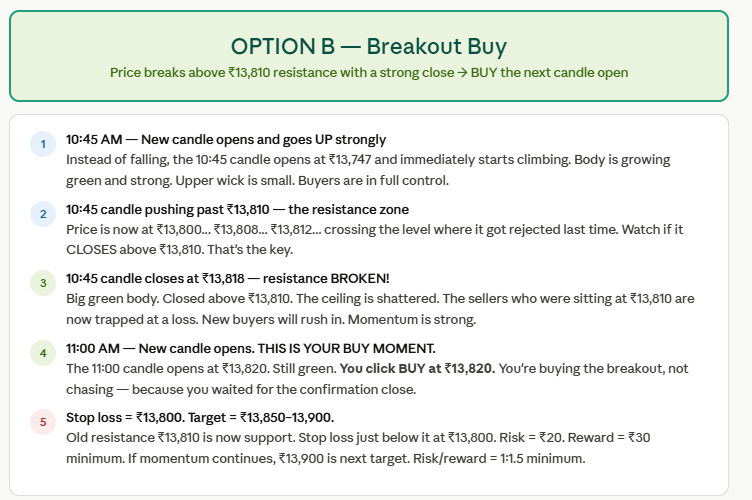 OPTION B — Breakout Buy
Price breaks above ₹13,810 resistance with a strong close → BUY the next candle open
1
10:45 AM — New candle opens and goes UP strongly
Instead of falling, the 10:45 candle opens at ₹13,747 and immediately starts climbing. Body is growing
green and strong. Upper wick is small. Buyers are in full control.
2
10:45 candle pushing past ₹13,810 — the resistance zone
Price is now at ₹13,800... ₹13,808... ₹13,812... crossing the level where it got rejected last time. Watch if it
CLOSES above ₹13,810. That's the key.
3
10:45 candle closes at ₹13,818 — resistance BROKEN!
Big green body. Closed above ₹13,810. The ceiling is shattered. The sellers who were sitting at ₹13,810 are
now trapped at a loss. New buyers will rush in. Momentum is strong.
4
11:00 AM — New candle opens. THIS IS YOUR BUY MOMENT.
The 11:00 candle opens at ₹13,820. Still green. You click BUY at ₹13,820. You're buying the breakout, not
chasing — because you waited for the confirmation close.
5
Stop loss = ₹13,800. Target = ₹13,850–13,900.
Old resistance ₹13,810 is now support. Stop loss just below it at ₹13,800. Risk = ₹20. Reward = ₹30
minimum. If momentum continues, ₹13,900 is next target. Risk/reward = 1:1.5 minimum.